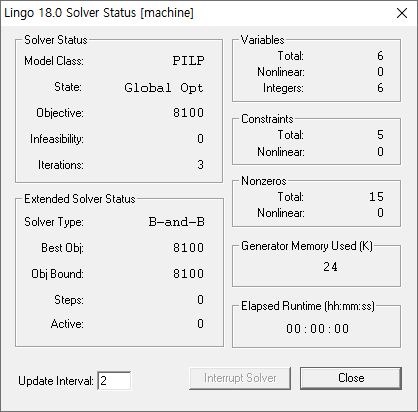 Lingo 18.0 Solver Status [machine]
Solver Status
Model Class: PILP
State: Global Opt
Objective: 8100
Infeasibility: 0
Iterations: 3
Extended Solver Status
Solver Type: B-and-B
Best Obj: 8100
Obj Bound: 8100
Steps: 0
Active: 0
Variables
Total: 6
Nonlinear: 0
Integers: 6
Constraints
Total: 5
Nonlinear: 0
Nonzeros
Total: 15
Nonlinear: 0
Generator Memory Used (K)
24
Elapsed Runtime (hh:mm:ss)
00:00:00
Update Interval: 2
Interrupt Solver
Close